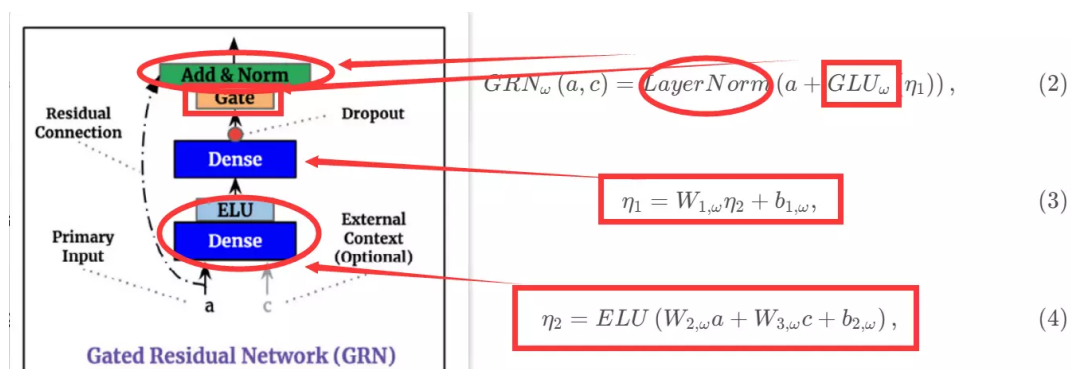 Add & Norm
Gate
Residual
Connection
Dropout
Dense
ELU
Dense
Primary
Input
External
Context
(Optional)
a
c
Gated Residual Network (GRN)
GRN_ω (a, c) = LayerNorm (a + GLU_ω (η_1)) , (2)
η_1 = W_{1,ω}η_2 + b_{1,ω}, (3)
η_2 = ELU (W_{2,ω}a + W_{3,ω}c + b_{2,ω}) , (4)